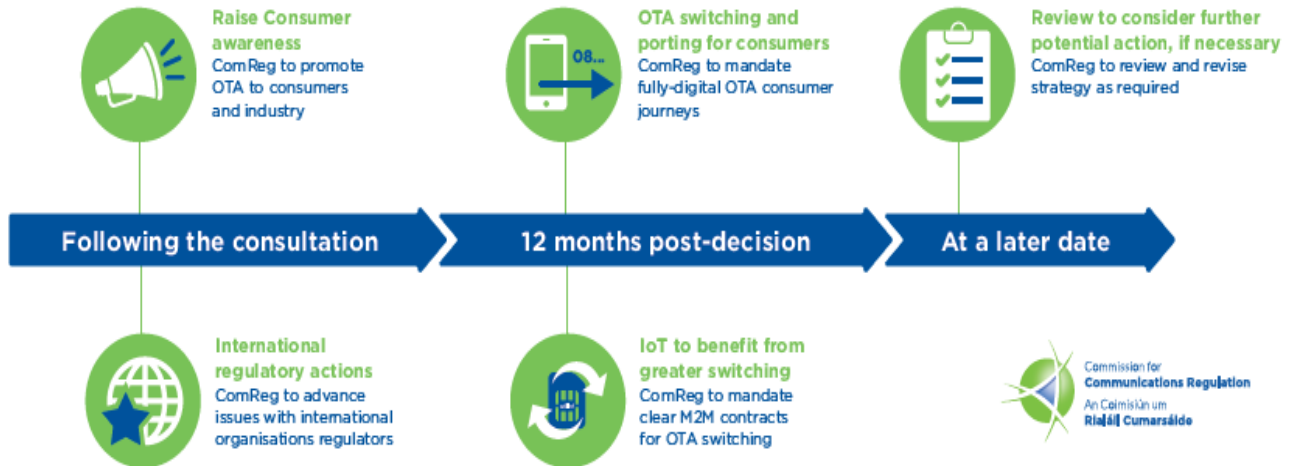 Raise Consumer
awareness
ComReg to promote
OTA to consumers
and industry
08...
OTA switching and
porting for consumers
ComReg to mandate
fully-digital OTA consumer
journeys
Review to consider further
potential action, if necessary
ComReg to review and revise
strategy as required
Following the consultation
12 months post-decision
At a later date
International
regulatory actions
ComReg to advance
issues with international
organisations regulators
IoT to benefit from
greater switching
ComReg to mandate
clear M2M contracts
for OTA switching
Commission for
Communications Regulation
An Coimisiún um
Rialáil Cumarsáide